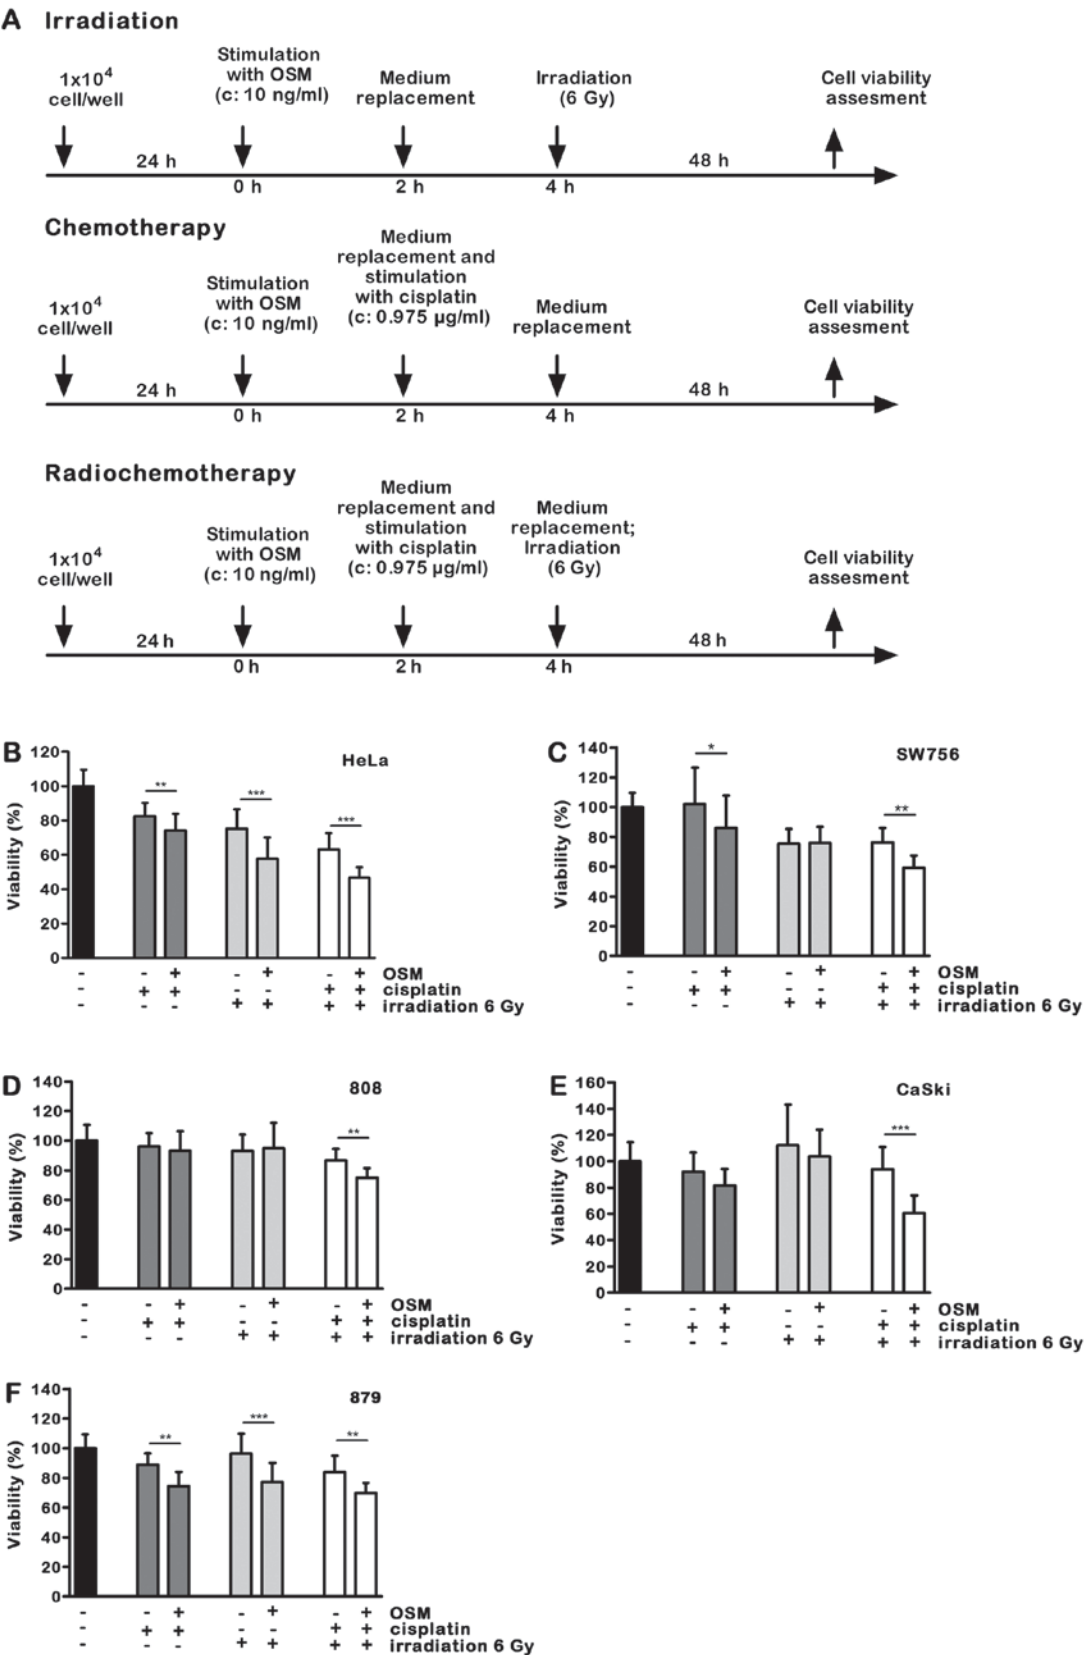 A Irradiation
Stimulation
with OSM
(c: 10 ng/ml)
1x10⁴
cell/well
Medium
replacement
Irradiation
(6 Gy)
Cell viability
assesment
24 h
48 h
0 h
2 h
4 h
Chemotherapy
Medium
replacement and
stimulation
with cisplatin
(c: 0.975 µg/ml)
1x10⁴
cell/well
Stimulation
with OSM
(c: 10 ng/ml)
Medium
replacement
Cell viability
assesment
24 h
48 h
0 h
2 h
4 h
Radiochemotherapy
Medium
replacement and
stimulation
with cisplatin
(c: 0.975 µg/ml)
1x10⁴
cell/well
Stimulation
with OSM
(c: 10 ng/ml)
Medium
replacement;
Irradiation
(6 Gy)
Cell viability
assesment
24 h
48 h
0 h
2 h
4 h
B
HeLa
Viability (%)
120
100
80
60
40
20
0
** *** ***
- - + - + - + OSM
- + + - - + + cisplatin
- - - + + + + irradiation 6 Gy
C
SW756
Viability (%)
140
120
100
80
60
40
20
0
* **
- - + - + - + OSM
- + + - - + + cisplatin
- - - + + + + irradiation 6 Gy
D
808
Viability (%)
140
120
100
80
60
40
20
0
**
- - + - + - + OSM
- + + - - + + cisplatin
- - - + + + + irradiation 6 Gy
E
CaSki
Viability (%)
160
140
120
100
80
60
40
20
0
***
- - + - + - + OSM
- + + - - + + cisplatin
- - - + + + + irradiation 6 Gy
F
879
Viability (%)
140
120
100
80
60
40
20
0
** *** **
- - + - + - + OSM
- + + - - + + cisplatin
- - - + + + + irradiation 6 Gy